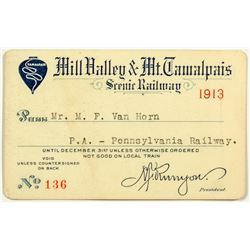 TAMALPAIS
Mill Valley & Mt. Tamalpais
Scenic Railway
1913
Pass Mr. M. F. Van Horn
P.A. - Pennsylvania Railway.
UNTIL DECEMBER 31ST UNLESS OTHERWISE ORDERED
VOID
UNLESS COUNTERSIGNED
ON BACK
NOT GOOD ON LOCAL TRAIN
No 136
President.